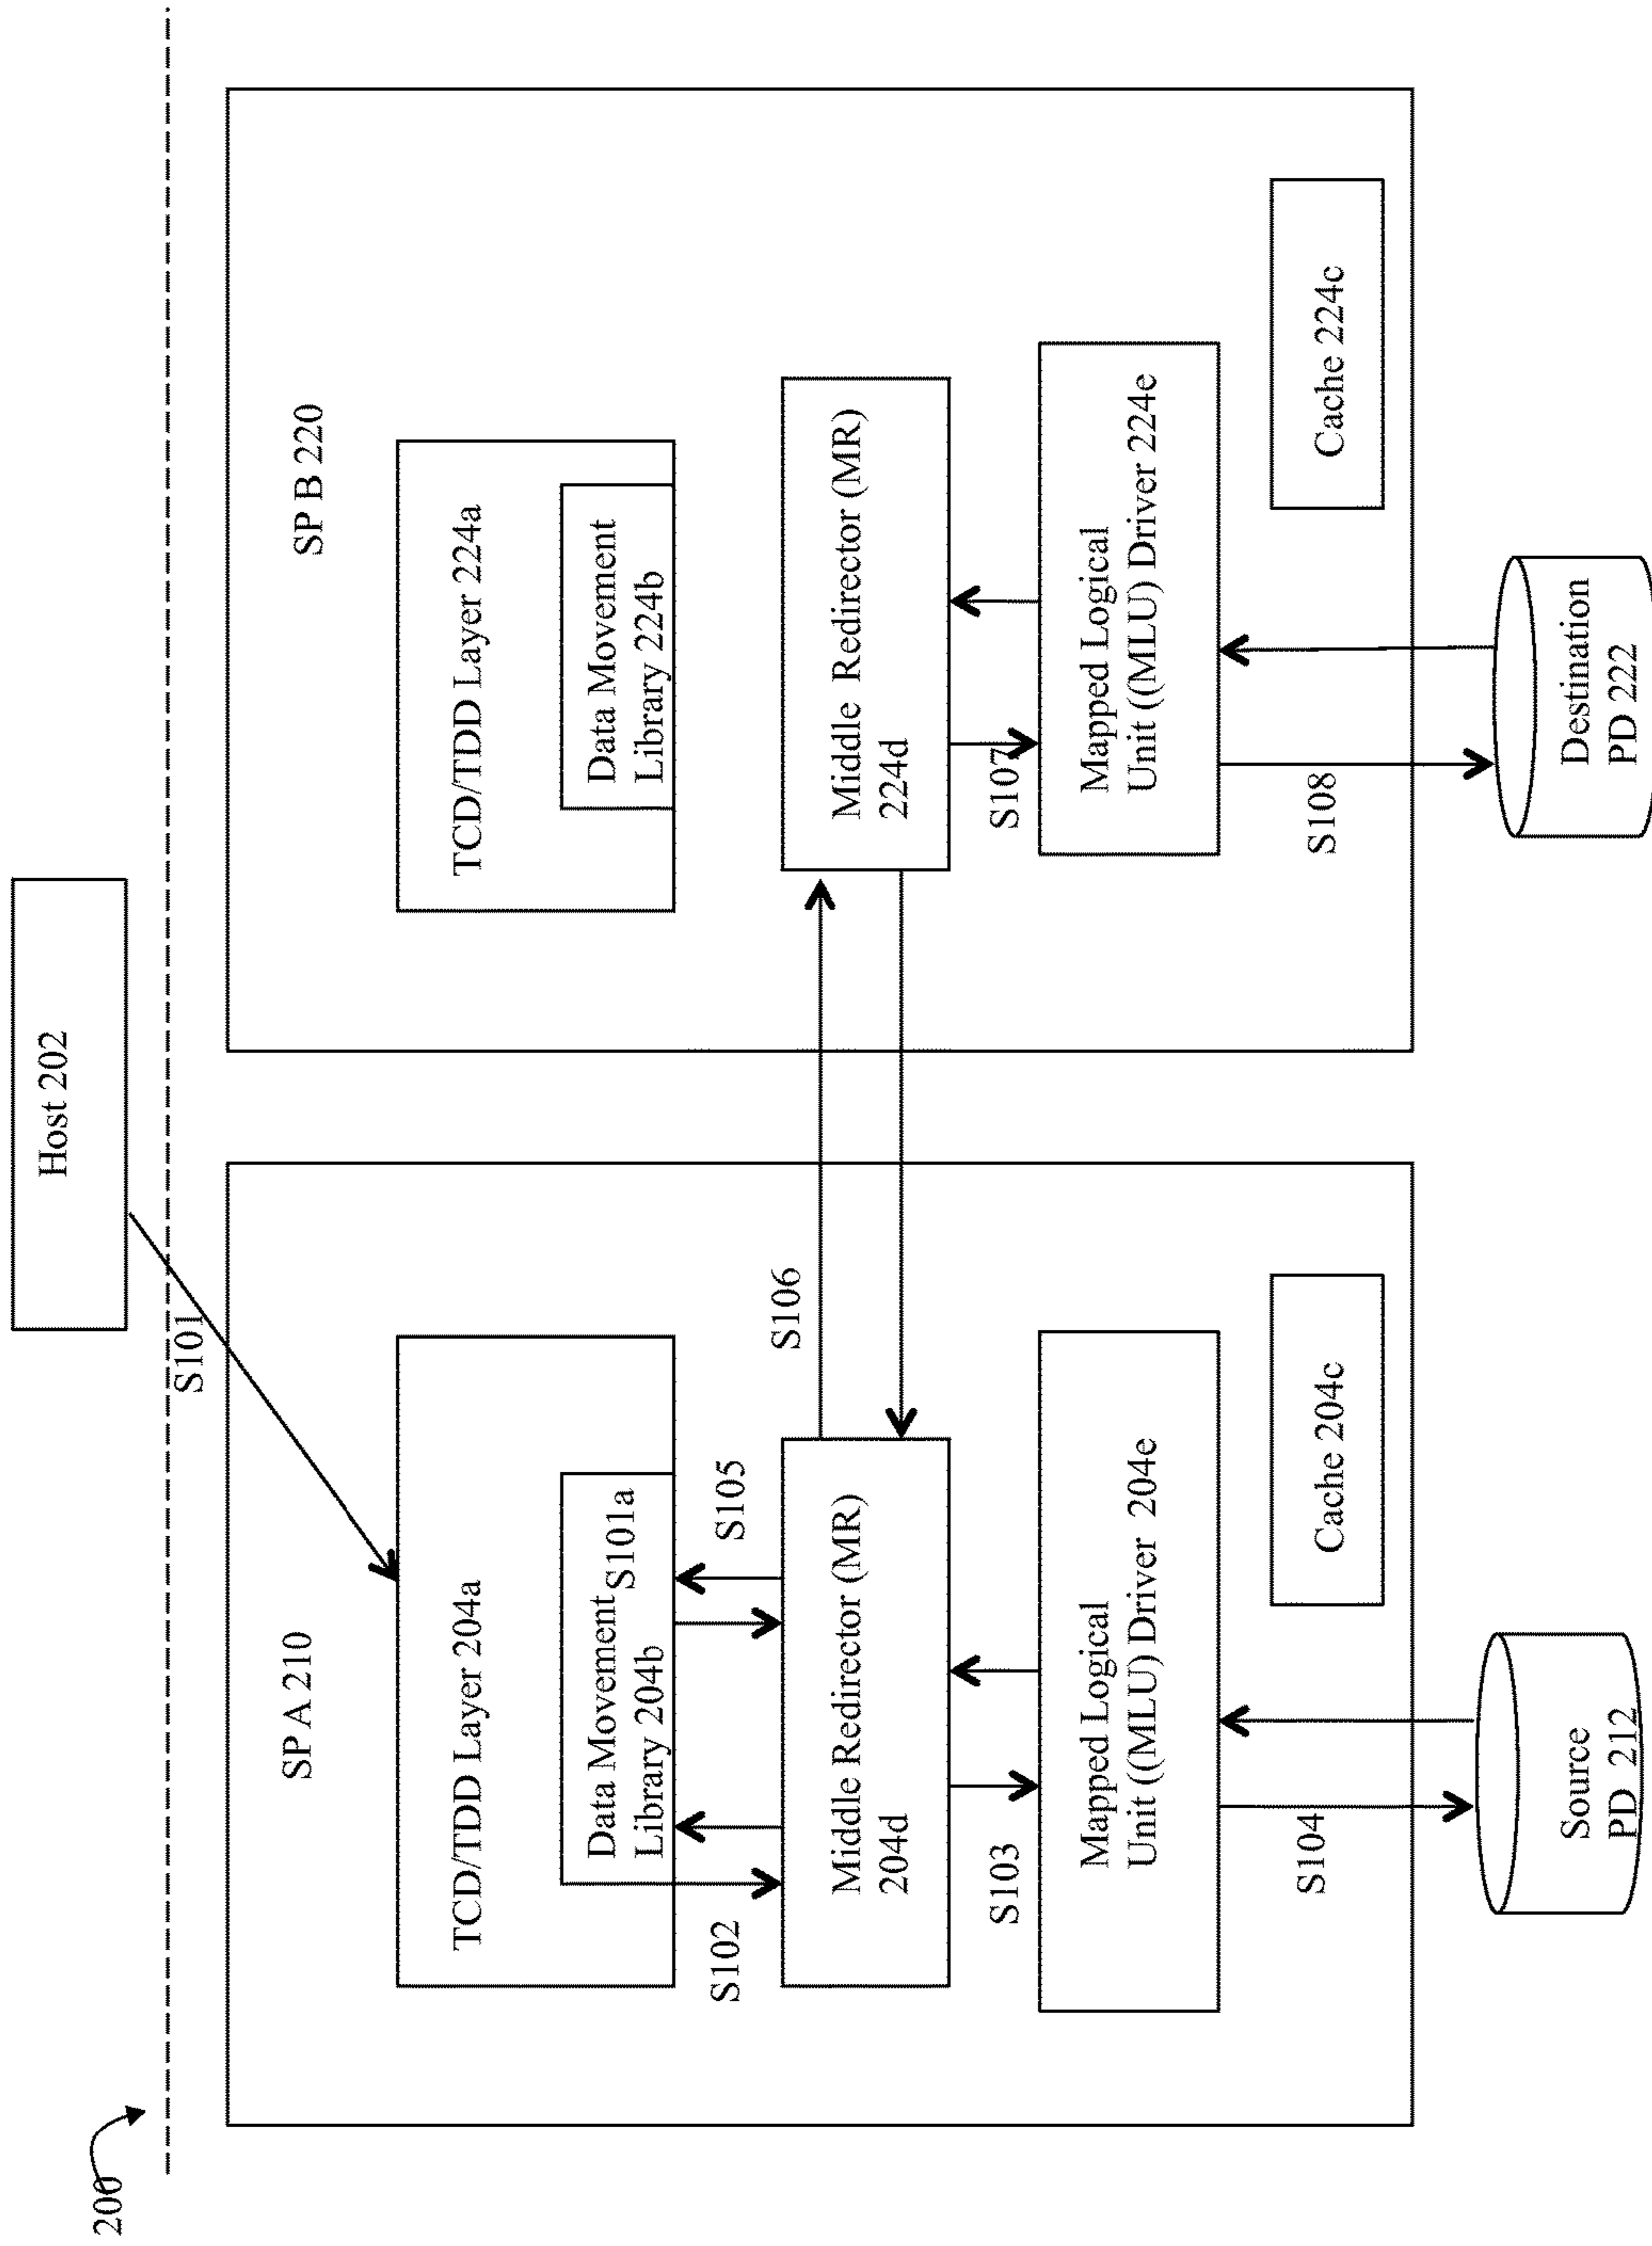 200
Host 202
S101
SP A 210
TCD/TDD Layer 204a
Data Movement
Library 204b
S101a
S102
S105
Middle Redirector (MR)
204d
S106
S103
Mapped Logical
Unit ((MLU) Driver 204e
S104
Cache 204c
Source
PD 212
SP B 220
TCD/TDD Layer 224a
Data Movement
Library 224b
Middle Redirector (MR)
224d
S107
Mapped Logical
Unit ((MLU) Driver 224e
S108
Cache 224c
Destination
PD 222